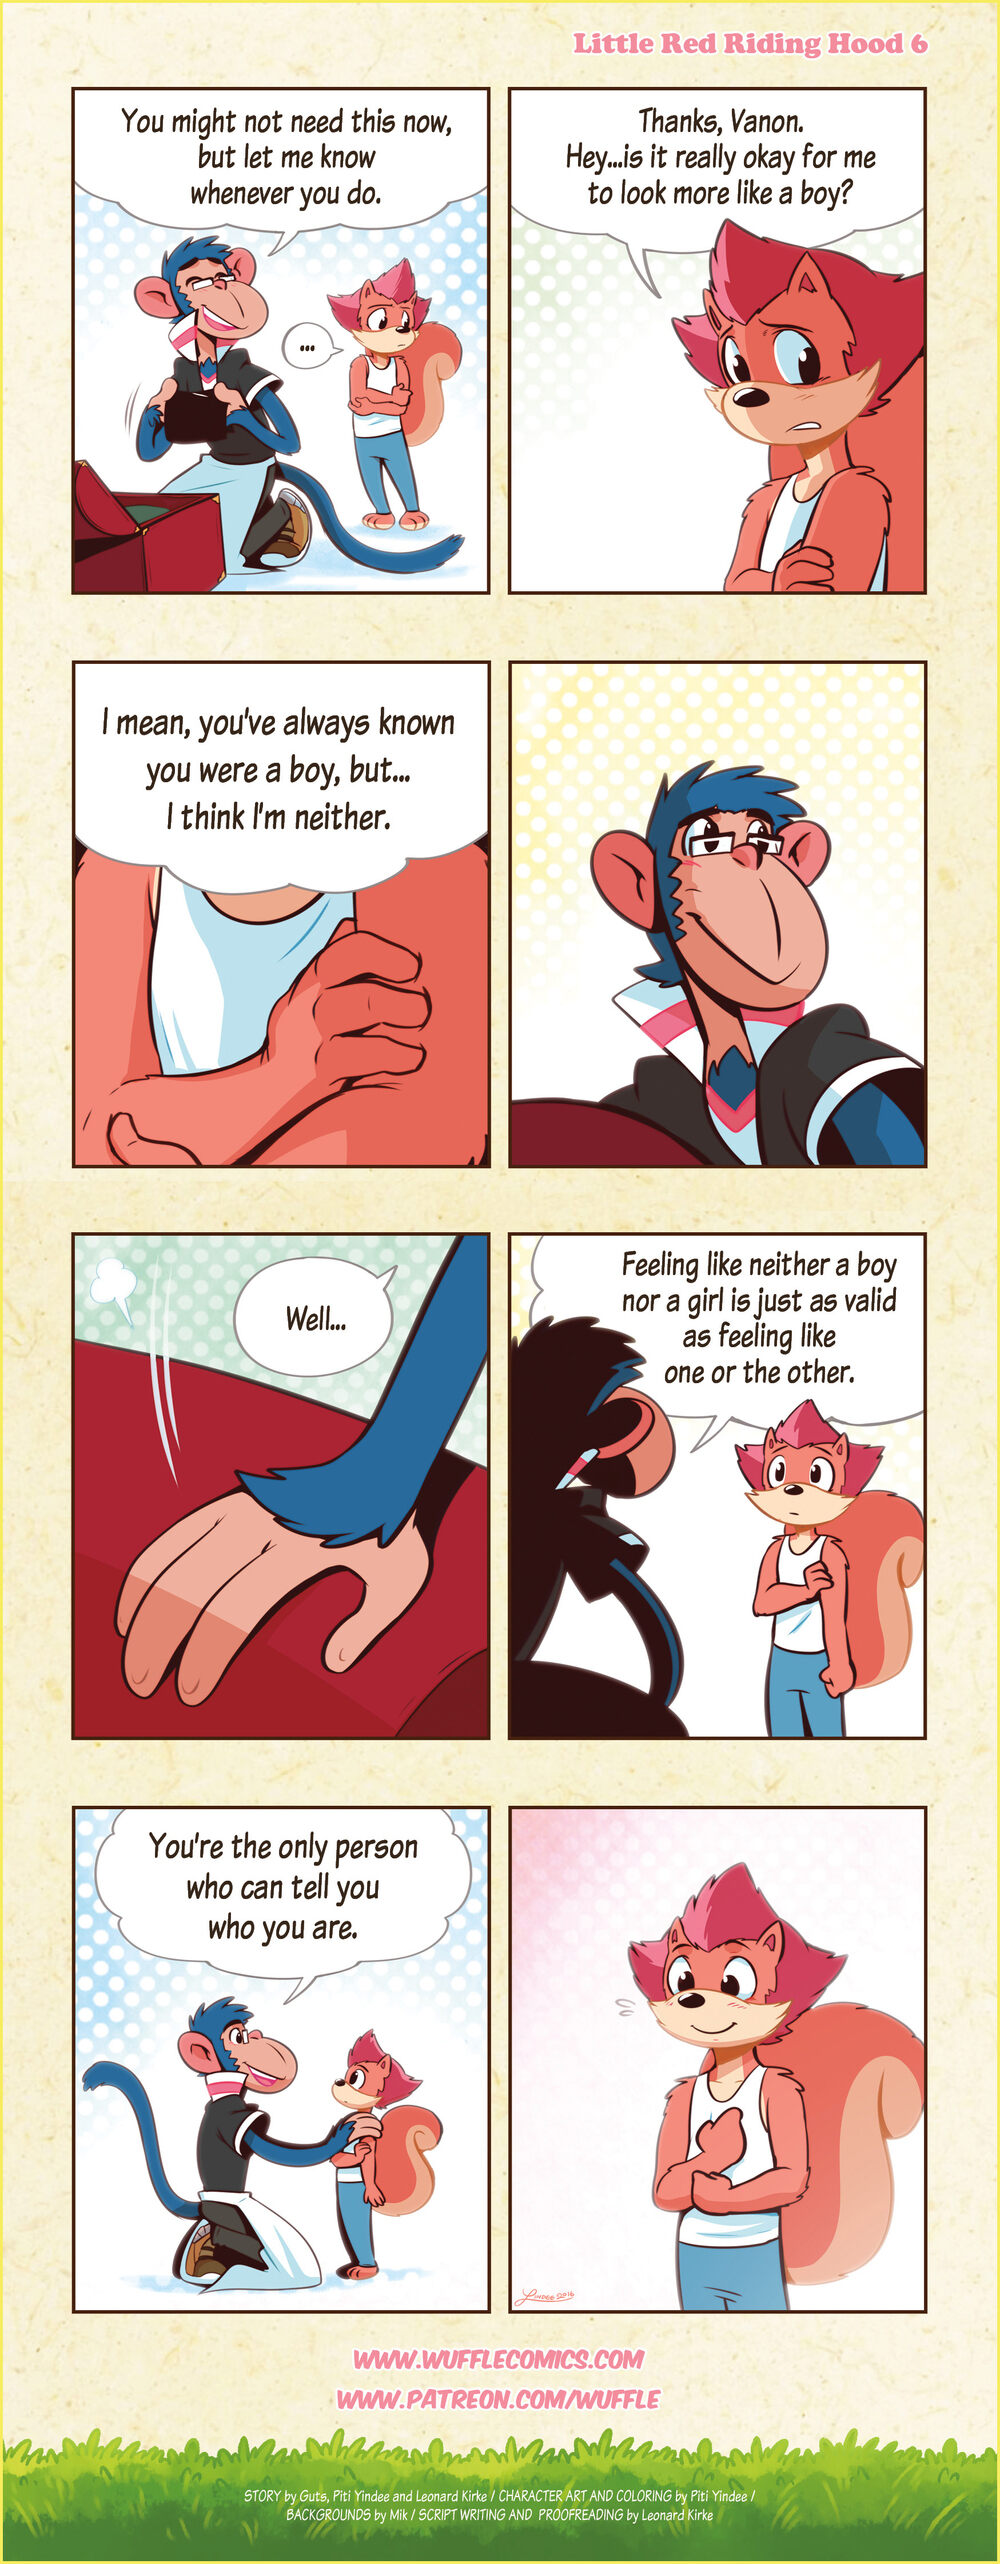 Little Red Riding Hood 6
You might not need this now,
but let me know
whenever you do.
...
Thanks, Vanon.
Hey...is it really okay for me
to look more like a boy?
I mean, you've always known
you were a boy, but...
I think I'm neither.
Well...
Feeling like neither a boy
nor a girl is just as valid
as feeling like
one or the other.
You're the only person
who can tell you
who you are.
Yindee 2016
WWW.WUFFLECOMICS.COM
WWW.PATREON.COM/WUFFLE
STORY by Guts, Piti Yindee and Leonard Kirke / CHARACTER ART AND COLORING by Piti Yindee /
BACKGROUNDS by Mik / SCRIPT WRITING AND PROOFREADING by Leonard Kirke